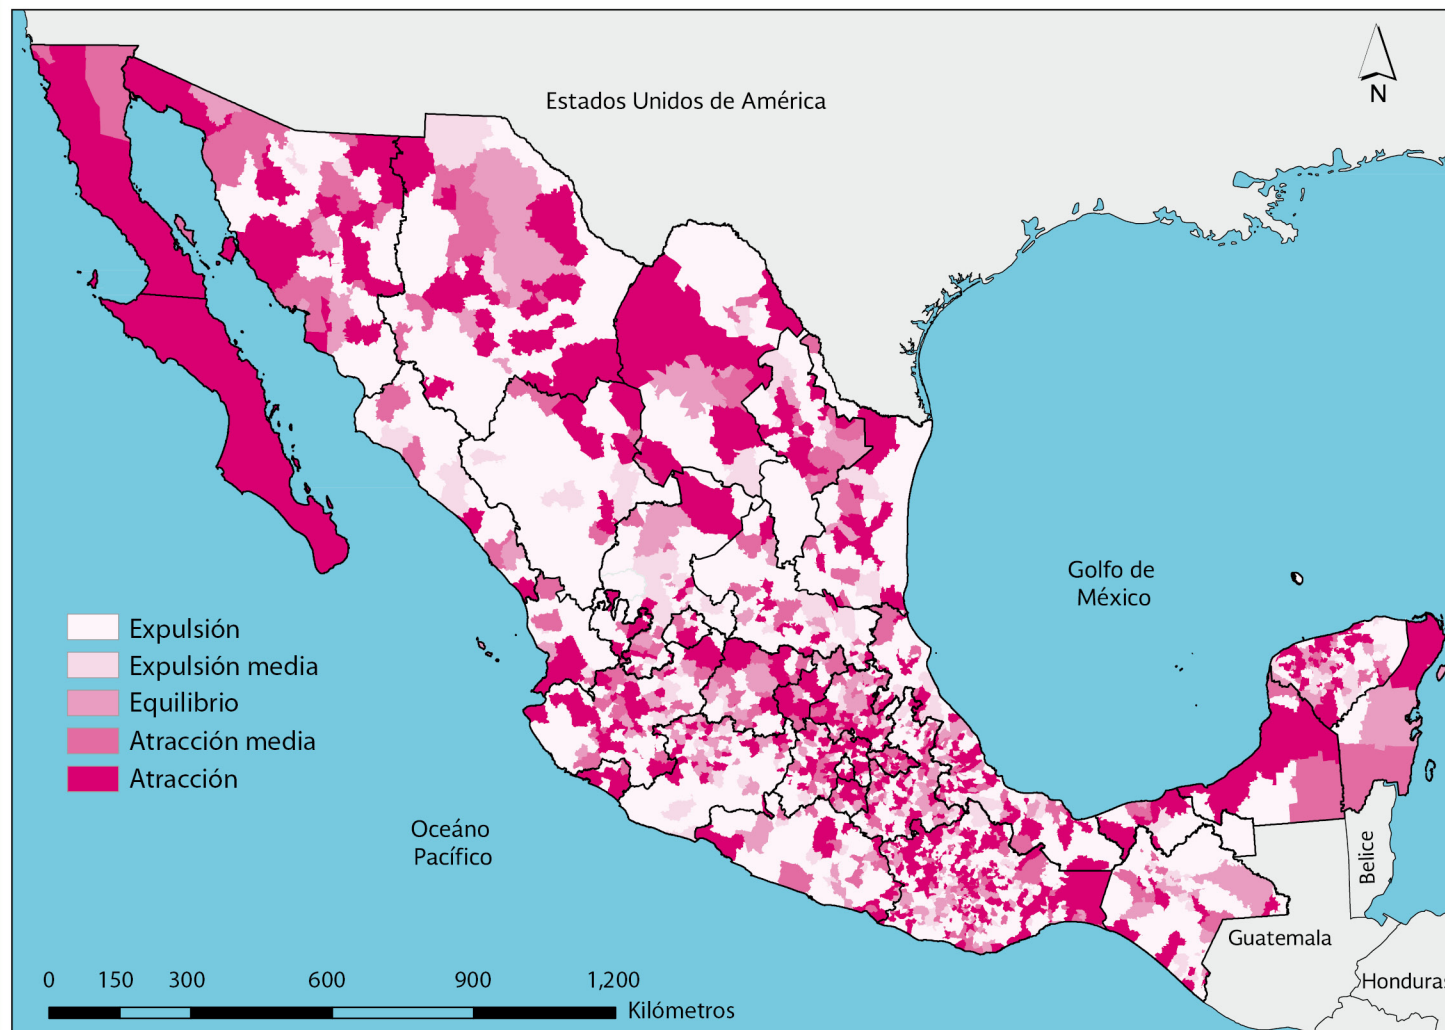 Estados Unidos de América
N
Golfo de
México
Expulsión
Expulsión media
Equilibrio
Atracción media
Atracción
Oceáno
Pacífico
Belice
Guatemala
Honduras
0 150 300 600 900 1,200
Kilómetros